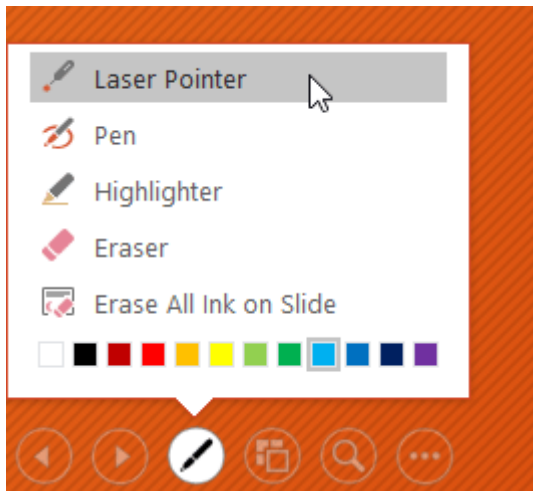 Laser Pointer
Pen
Highlighter
Eraser
Erase All Ink on Slide